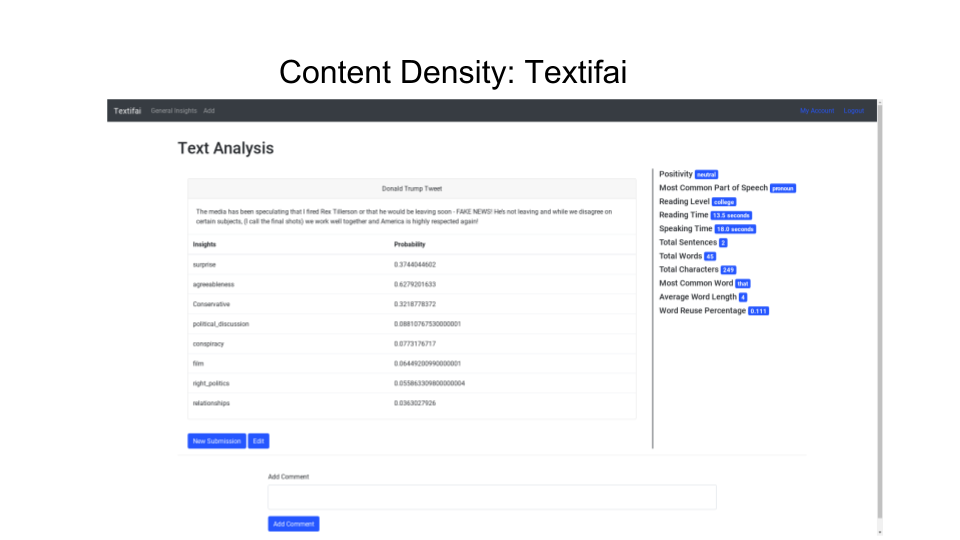 Content Density: Textifai
Textifai General Insights Add My Account Logout
Text Analysis
Donald Trump Tweet
The media has been speculating that I fired Rex Tillerson or that he would be leaving soon - FAKE NEWS! He's not leaving and while we disagree on
certain subjects, (I call the final shots) we work well together and America is highly respected again!
Insights Probability
surprise 0.3744044602
agreeableness 0.6279201633
Conservative 0.3218778372
political_discussion 0.08810767530000001
conspiracy 0.0773176717
film 0.06449200990000001
right_politics 0.055863309800000004
relationships 0.0363027926
New Submission Edit
Positivity neutral
Most Common Part of Speech pronoun
Reading Level college
Reading Time 13.5 seconds
Speaking Time 18.0 seconds
Total Sentences 2
Total Words 45
Total Characters 249
Most Common Word that
Average Word Length 4
Word Reuse Percentage 0.111
Add Comment
Add Comment